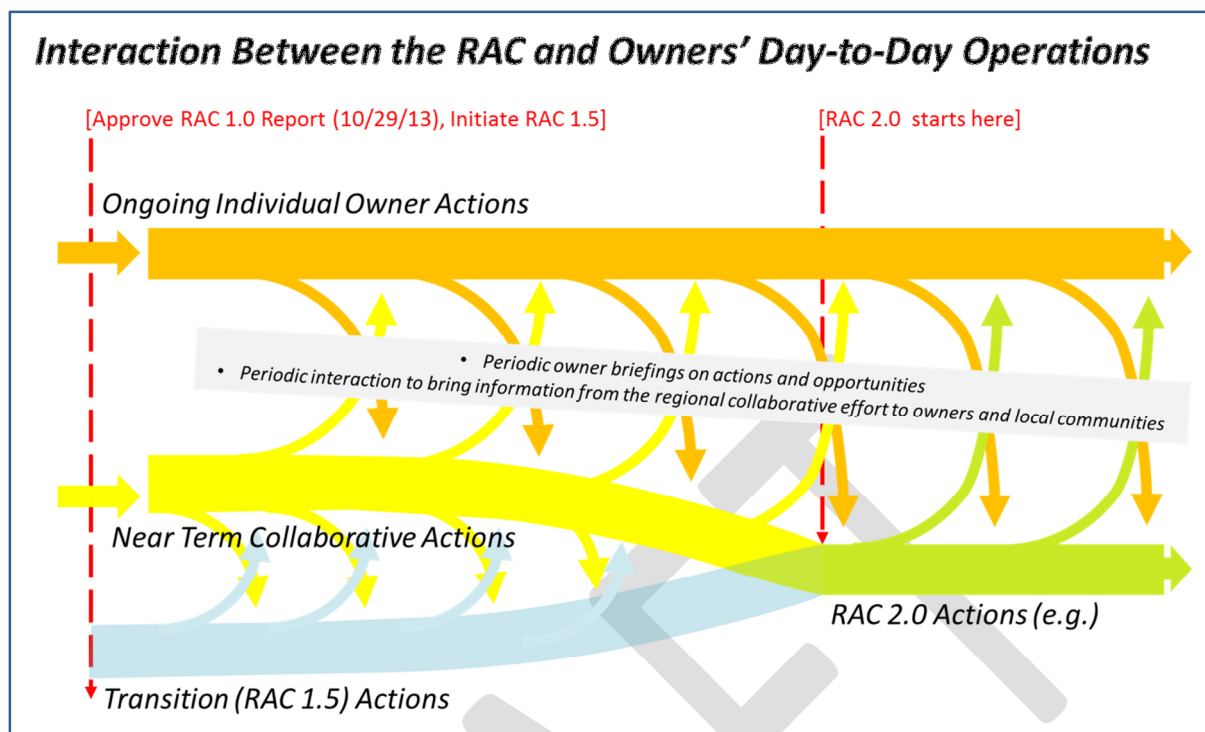 Interaction Between the RAC and Owners’ Day-to-Day Operations
[Approve RAC 1.0 Report (10/29/13), Initiate RAC 1.5]
[RAC 2.0  starts here]
Ongoing Individual Owner Actions
• Periodic owner briefings on actions and opportunities
• Periodic interaction to bring information from the regional collaborative effort to owners and local communities
Near Term Collaborative Actions
RAC 2.0 Actions (e.g.)
Transition (RAC 1.5) Actions